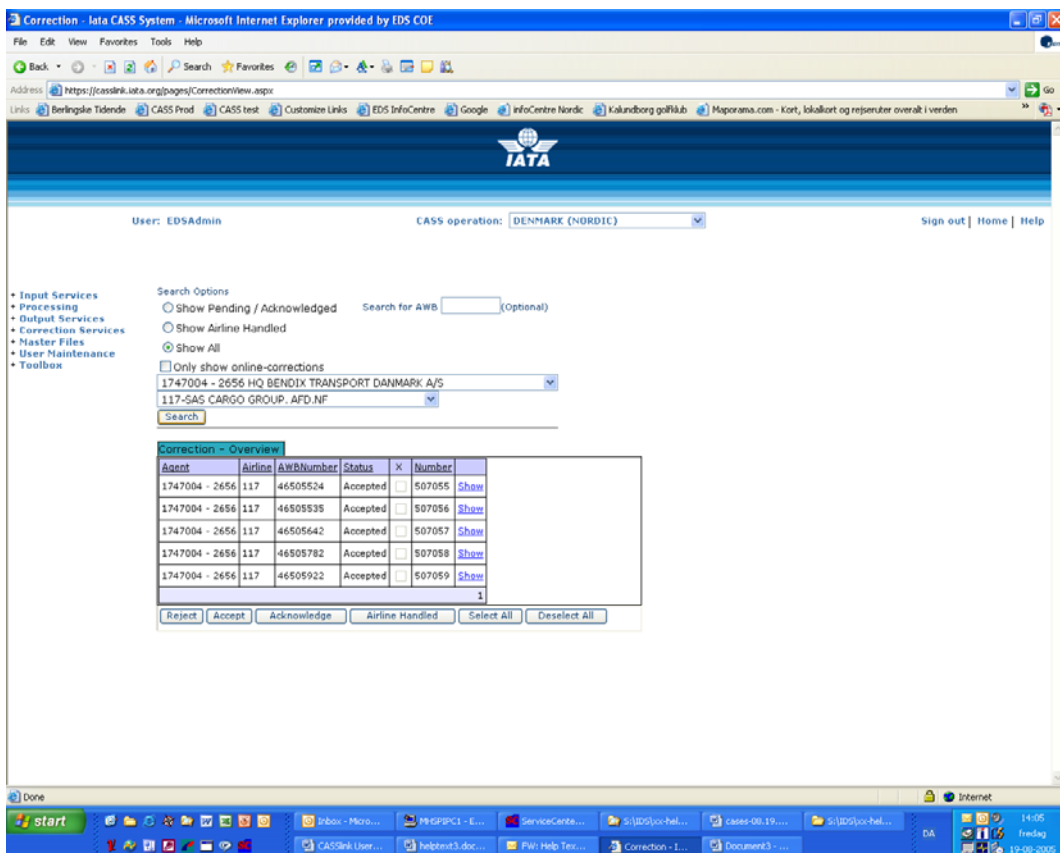 Correction - Iata CASS System - Microsoft Internet Explorer provided by EDS COE
File Edit View Favorites Tools Help
Back Search Favorites
Address https://casslink.iata.org/pages/CorrectionView.aspx Go
Links Berlingske Tidende CASS Prod CASS test Customize Links EDS InfoCentre Google infoCentre Nordic Kalundborg golfklub Maporama.com - Kort, lokalkort og rejseruter overalt i verden
IATA
User: EDSAdmin CASS operation: DENMARK (NORDIC) Sign out | Home | Help
+ Input Services
+ Processing
+ Output Services
+ Correction Services
+ Master Files
+ User Maintenance
+ Toolbox
Search Options
Show Pending / Acknowledged Search for AWB (Optional)
Show Airline Handled
Show All
Only show online-corrections
1747004 - 2656 HQ BENDIX TRANSPORT DANMARK A/S
117-SAS CARGO GROUP. AFD.NF
Search
Correction - Overview
Agent Airline AWBNumber Status X Number
1747004 - 2656 117 46505524 Accepted 507055 Show
1747004 - 2656 117 46505535 Accepted 507056 Show
1747004 - 2656 117 46505642 Accepted 507057 Show
1747004 - 2656 117 46505782 Accepted 507058 Show
1747004 - 2656 117 46505922 Accepted 507059 Show
1
Reject Accept Acknowledge Airline Handled Select All Deselect All
Done Internet
start Inbox - Micro... MHSPIPC1 - E... ServiceCente... S:\IDS\xx-hel... cases-08.19.... S:\IDS\xx-hel... 14:05
CASSlink User... helptext3.doc... FW: Help Tex... Correction - I... Document3 - ... DA fredag
19-08-2005